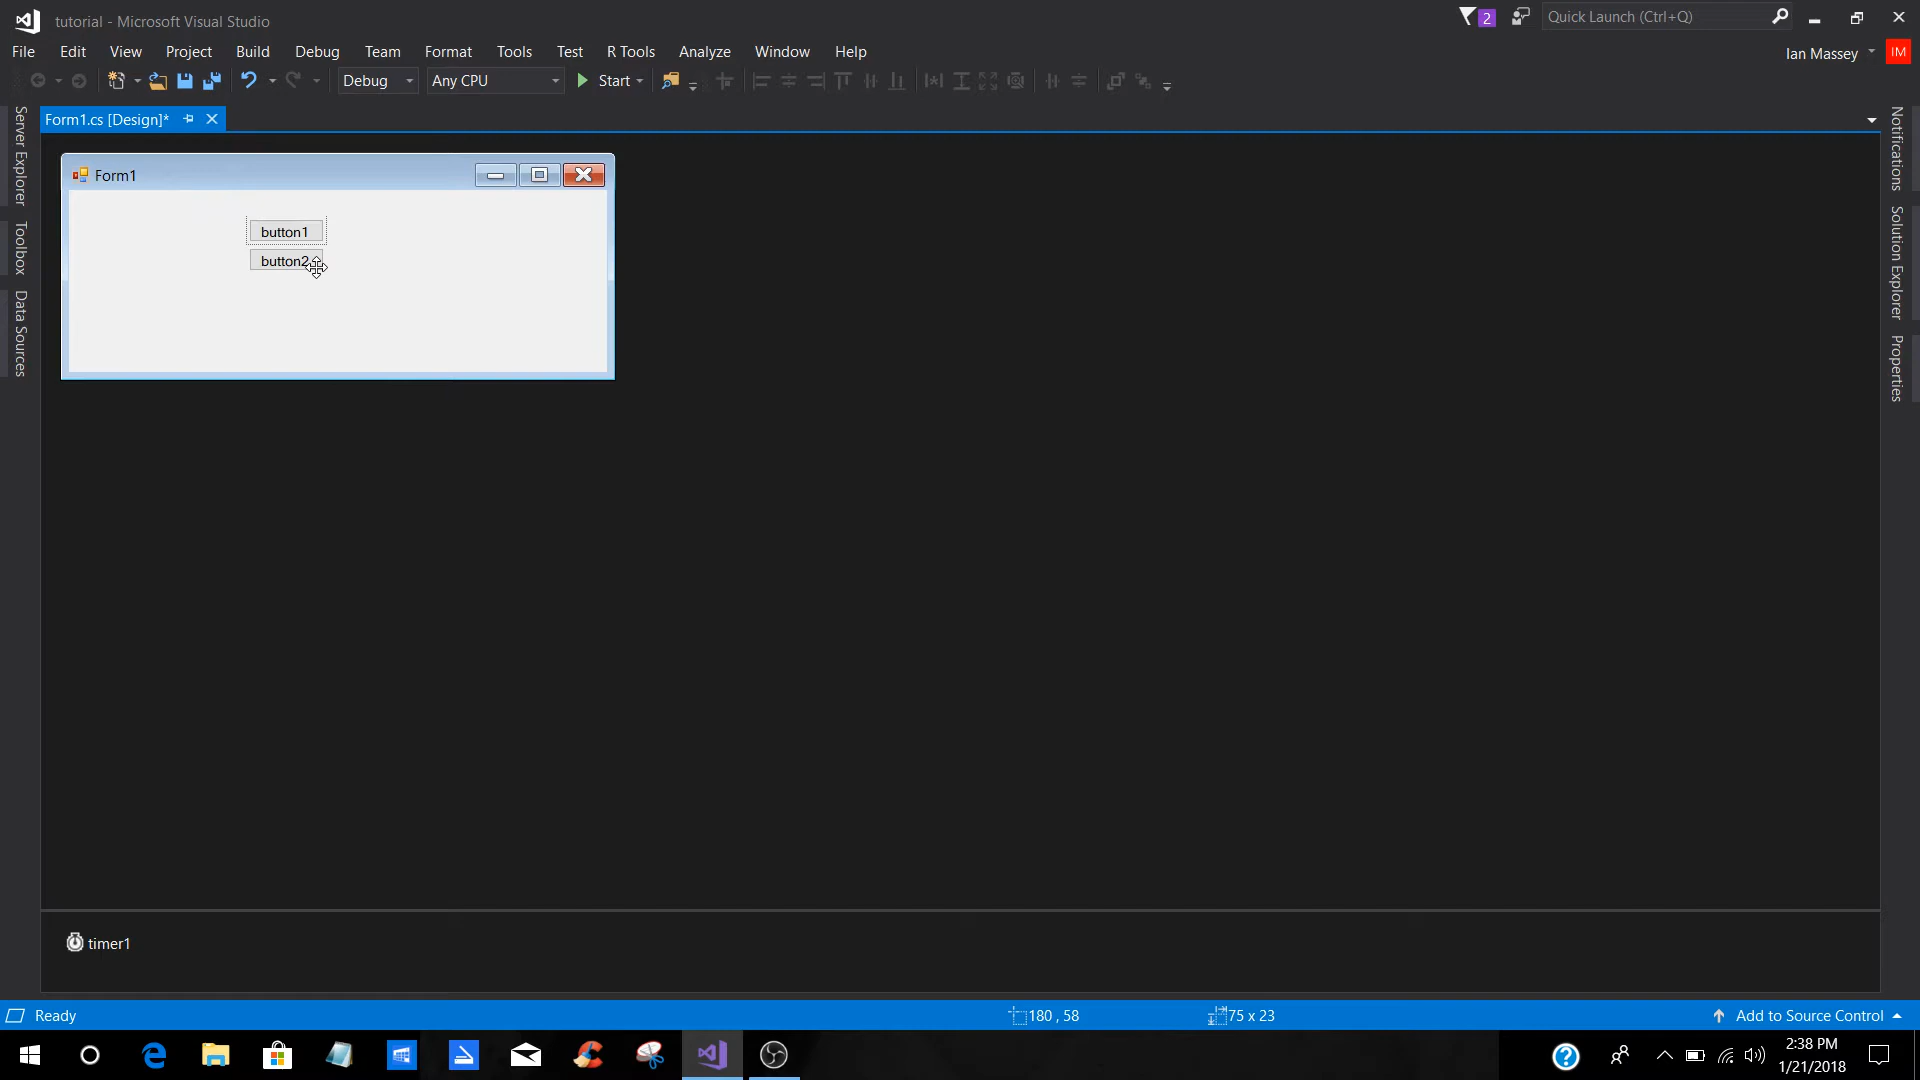 tutorial - Microsoft Visual Studio
2
Quick Launch (Ctrl+Q)
File Edit View Project Build Debug Team Format Tools Test R Tools Analyze Window Help
Ian Massey
IM
Debug
Any CPU
Start
Form1.cs [Design]*
Server Explorer
Toolbox
Data Sources
Form1
button1
button2
Notifications
Solution Explorer
Properties
timer1
Ready
180 , 58
75 x 23
Add to Source Control
2:38 PM
1/21/2018